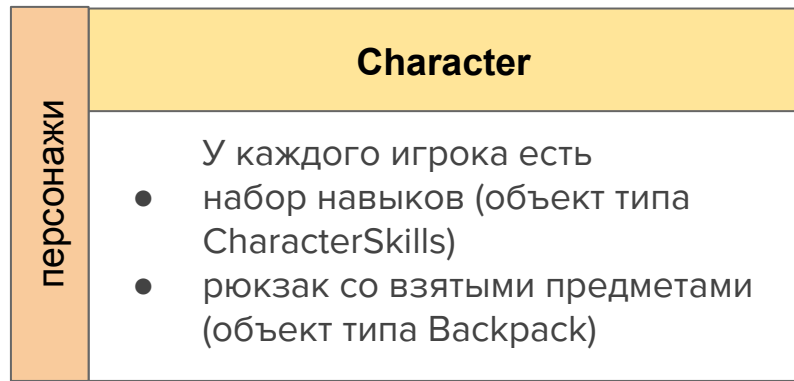 персонажи
Character
У каждого игрока есть
● набор навыков (объект типа
CharacterSkills)
● рюкзак со взятыми предметами
(объект типа Backpack)